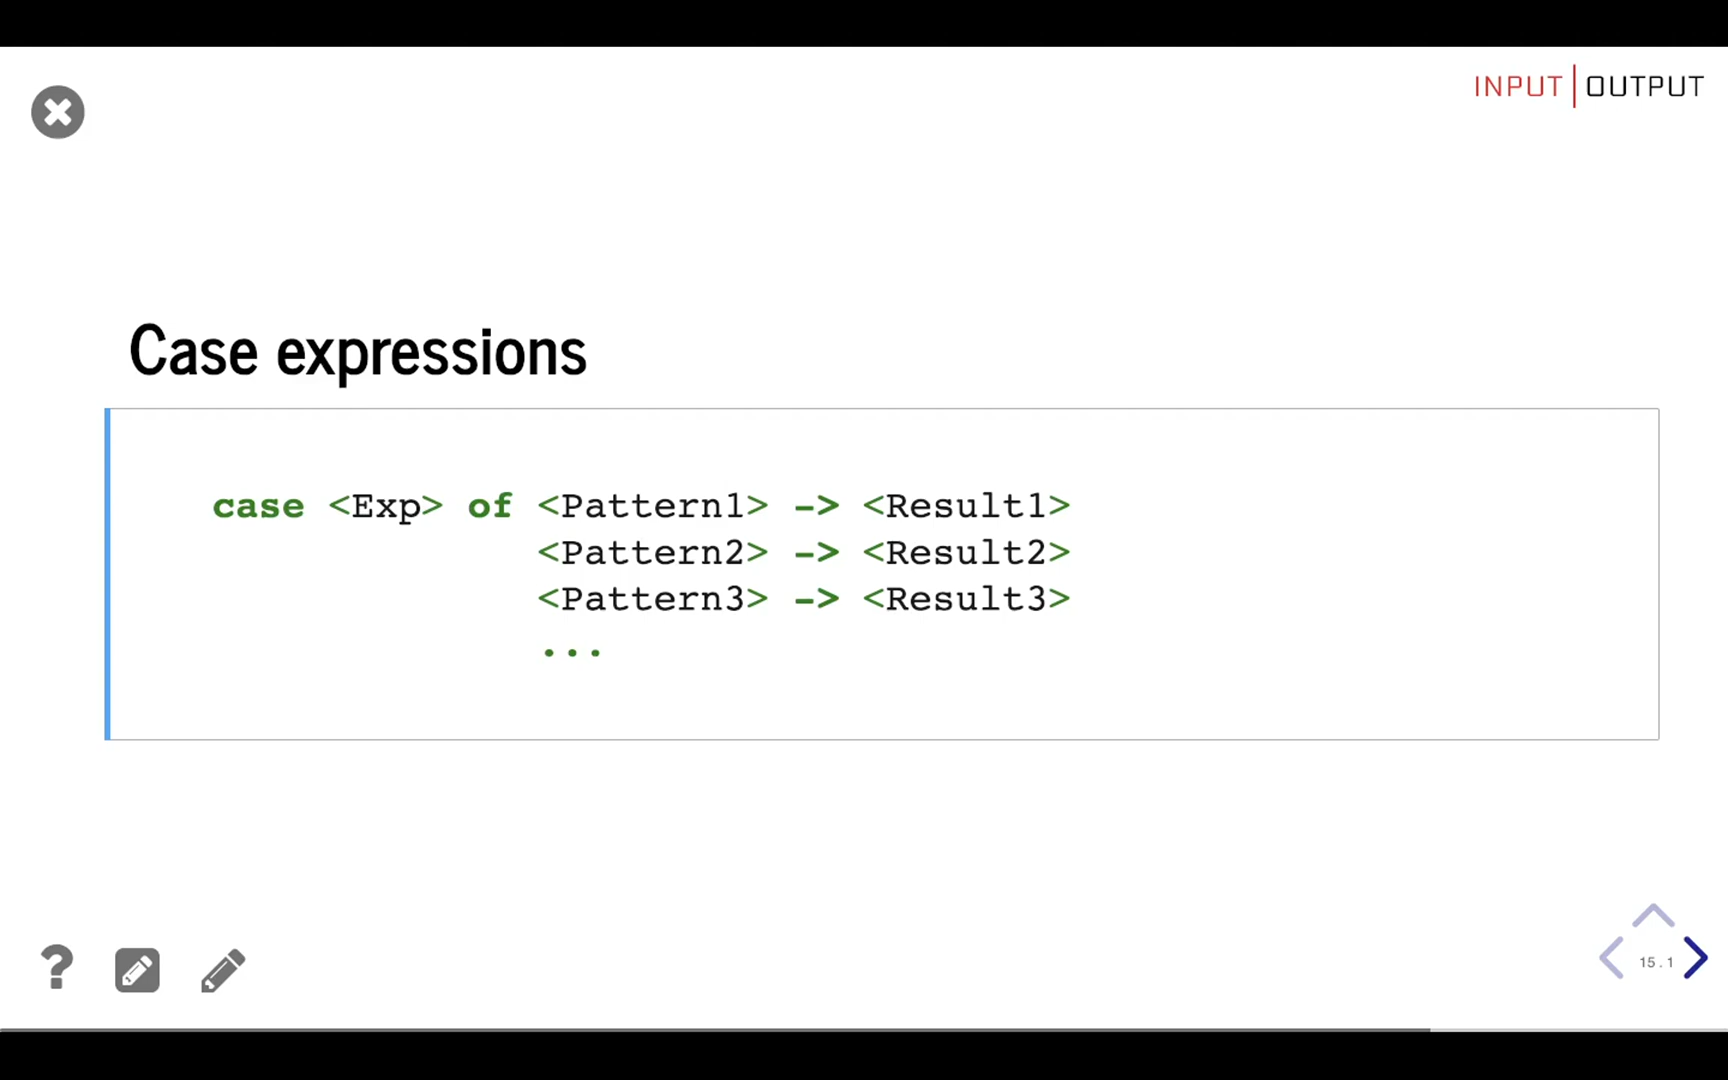 INPUT | OUTPUT
Case expressions
case <Exp> of <Pattern1> -> <Result1>
<Pattern2> -> <Result2>
<Pattern3> -> <Result3>
...
?
15.1